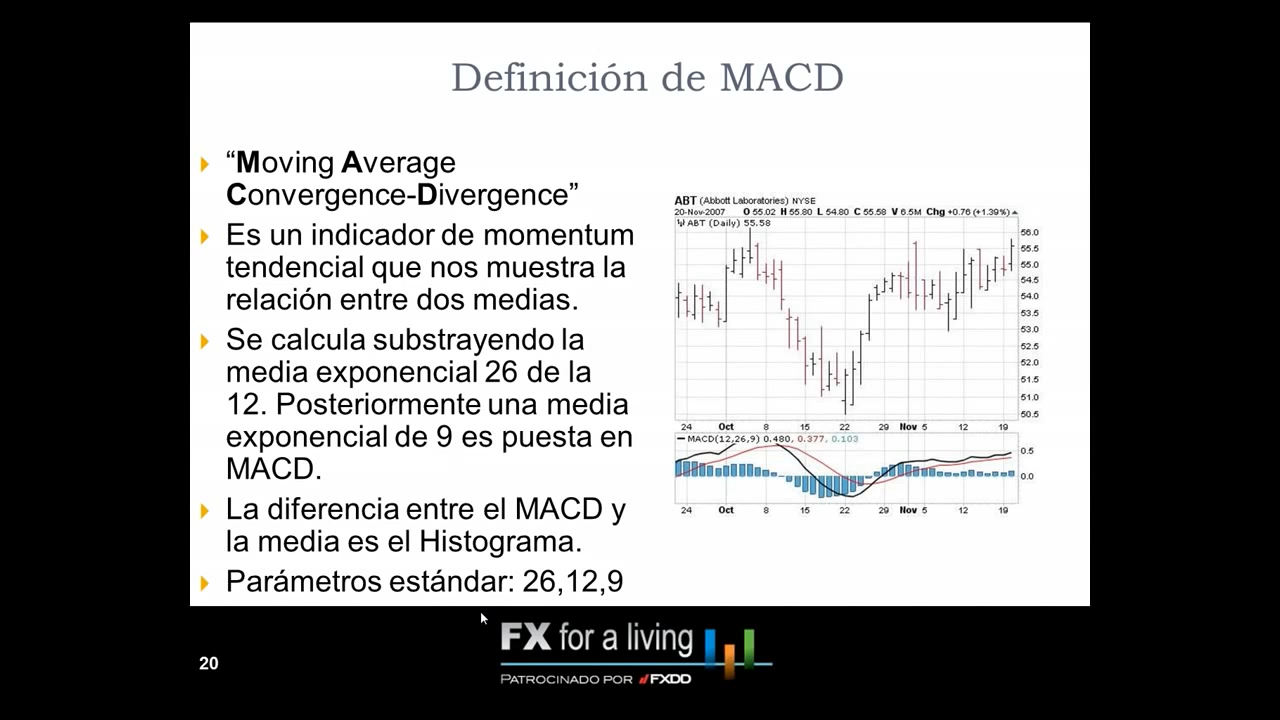 Definición de MACD
“Moving Average
Convergence-Divergence”
Es un indicador de momentum
tendencial que nos muestra la
relación entre dos medias.
Se calcula substrayendo la
media exponencial 26 de la
12. Posteriormente una media
exponencial de 9 es puesta en
MACD.
La diferencia entre el MACD y
la media es el Histograma.
Parámetros estándar: 26,12,9
ABT (Abbott Laboratories) NYSE
20-Nov-2007 O 55.02 H 55.80 L 54.80 C 55.58 V 6.5M Chg +0.76 (+1.39%)
ABT (Daily) 55.58
56.0
55.5
55.0
54.5
54.0
53.5
53.0
52.5
52.0
51.5
51.0
50.5
24 Oct 8 15 22 29 Nov 5 12 19
MACD(12,26,9) 0.480, 0.377, 0.103
0.5
0.0
24 Oct 8 15 22 29 Nov 5 12 19
20
FX for a living
PATROCINADO POR FXDD